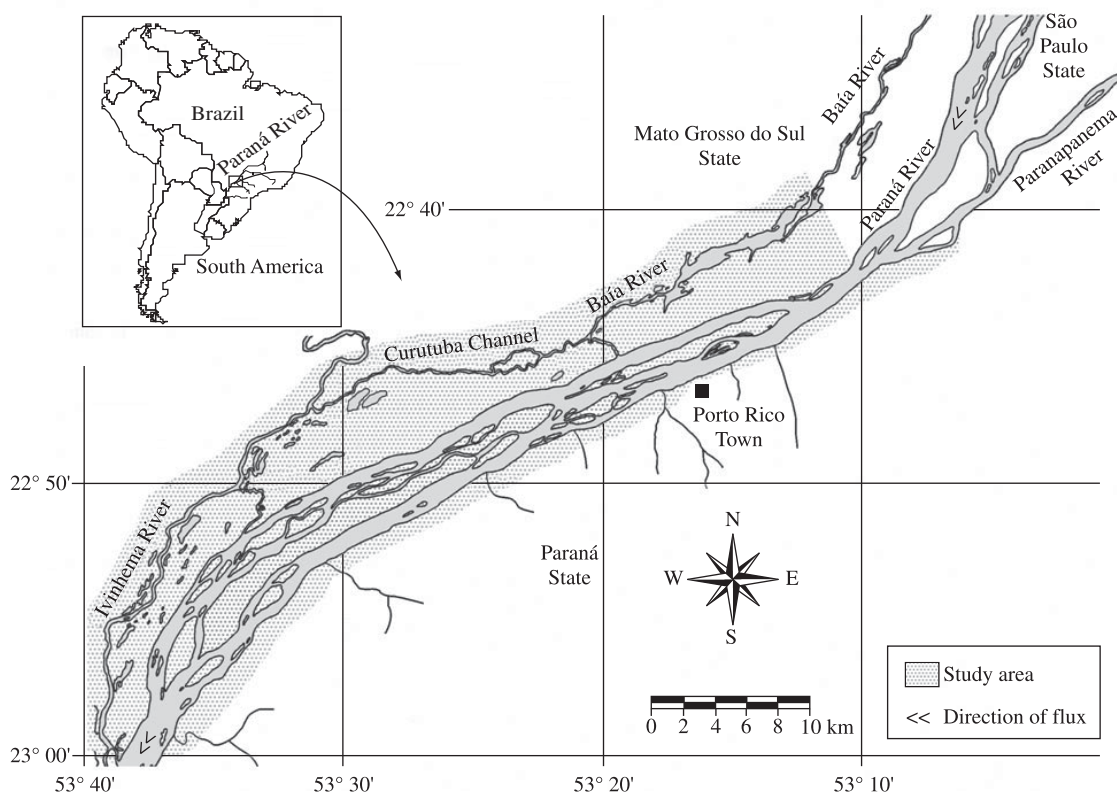 Brazil
Paraná River
South America
São
Paulo
State
Baía River
Mato Grosso do Sul
State
Paraná River
Paranapanema
River
22° 40'
Baía River
Curutuba Channel
Porto Rico
Town
22° 50'
Ivinhema River
Paraná
State
N
W
E
S
Study area
<< Direction of flux
0 2 4 6 8 10 km
23° 00'
53° 40' 53° 30' 53° 20' 53° 10'